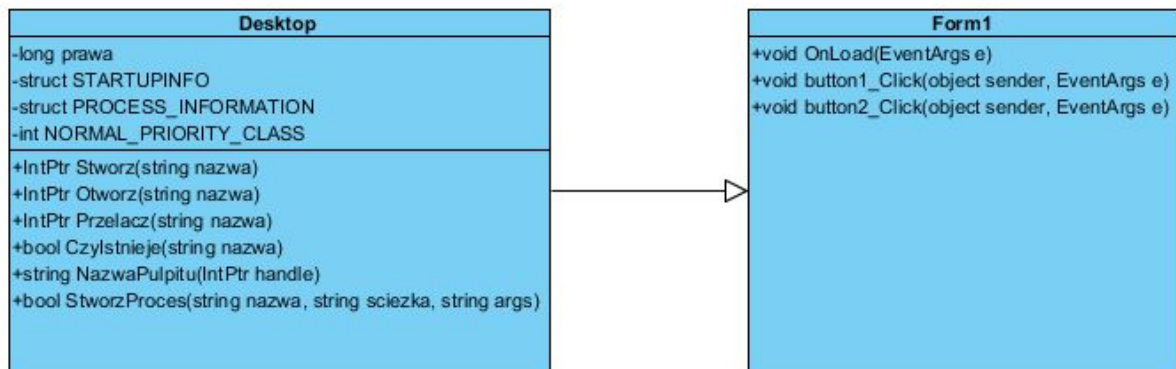 Desktop
-long prawa
-struct STARTUPINFO
-struct PROCESS_INFORMATION
-int NORMAL_PRIORITY_CLASS
+IntPtr Stworz(string nazwa)
+IntPtr Otworz(string nazwa)
+IntPtr Przelacz(string nazwa)
+bool CzyIstnieje(string nazwa)
+string NazwaPulpitu(IntPtr handle)
+bool StworzProces(string nazwa, string sciezka, string args)
Form1
+void OnLoad(EventArgs e)
+void button1_Click(object sender, EventArgs e)
+void button2_Click(object sender, EventArgs e)